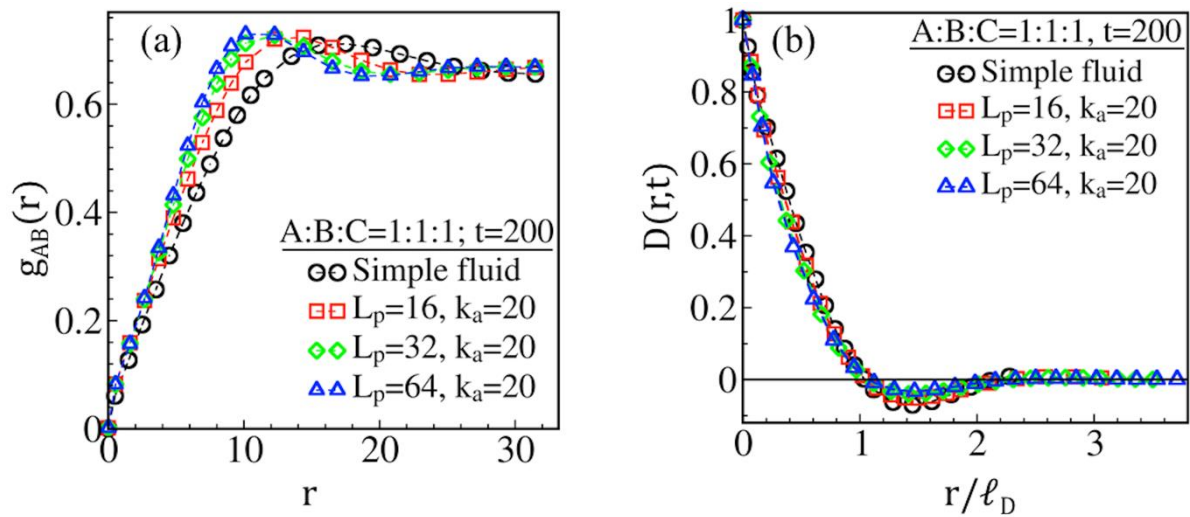 (a)
g_AB(r)
0.6
0.4
0.2
0
A:B:C=1:1:1; t=200
Simple fluid
L_p=16, k_a=20
L_p=32, k_a=20
L_p=64, k_a=20
0 10 20 30
r
(b)
D(r,t)
1
0.8
0.6
0.4
0.2
0
A:B:C=1:1:1, t=200
Simple fluid
L_p=16, k_a=20
L_p=32, k_a=20
L_p=64, k_a=20
0 1 2 3
r/ℓ_D